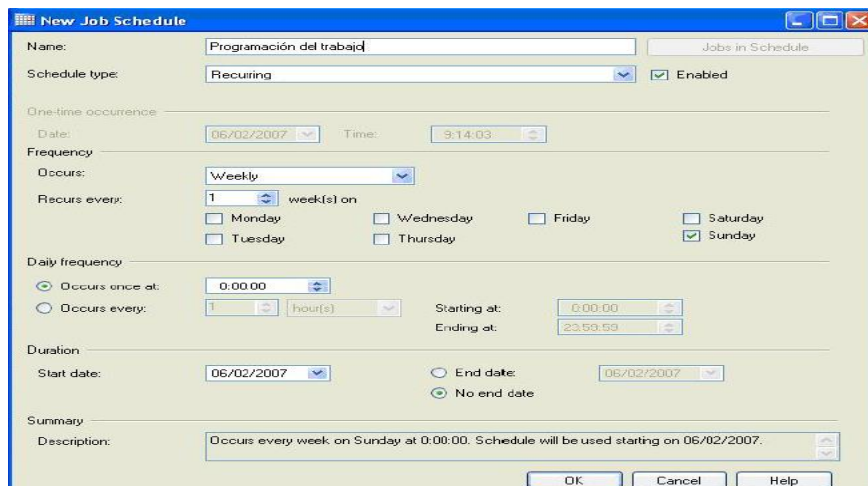 New Job Schedule
Name: Programación del trabajo Jobs in Schedule
Schedule type: Recurring Enabled
One-time occurrence
Date: 06/02/2007 Time: 9:14:03
Frequency
Occurs: Weekly
Recurs every: 1 week(s) on
Monday Wednesday Friday Saturday
Tuesday Thursday Sunday
Daily frequency
Occurs once at: 0:00:00
Occurs every: 1 hour(s) Starting at: 0:00:00
Ending at: 23:59:59
Duration
Start date: 06/02/2007 End date: 06/02/2007
No end date
Summary
Description: Occurs every week on Sunday at 0:00:00. Schedule will be used starting on 06/02/2007.
OK Cancel Help